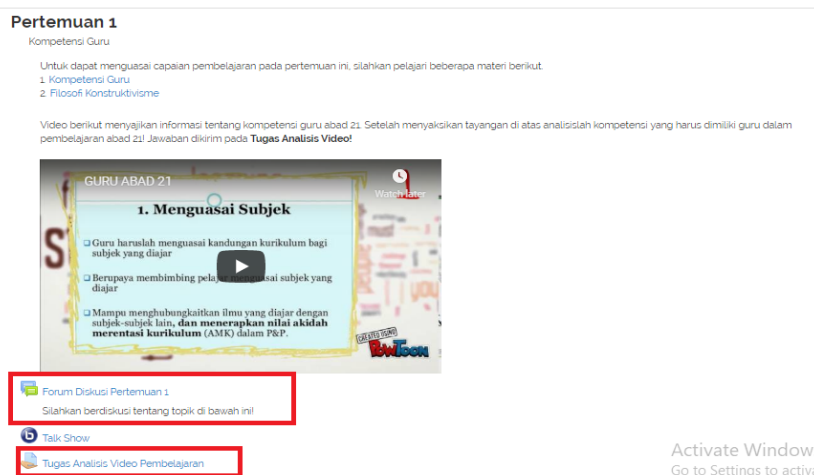 Pertemuan 1
Kompetensi Guru
Untuk dapat menguasai capaian pembelajaran pada pertemuan ini, silahkan pelajari beberapa materi berikut.
1. Kompetensi Guru
2. Filosofi Konstruktivisme
Video berikut menyajikan informasi tentang kompetensi guru abad 21. Setelah menyaksikan tayangan di atas analisislah kompetensi yang harus dimiliki guru dalam
pembelajaran abad 21! Jawaban dikirim pada Tugas Analisis Video!
GURU ABAD 21
Watch later
1. Menguasai Subjek
Guru haruslah menguasai kandungan kurikulum bagi
subjek yang diajar
Berupaya membimbing pelajar menguasai subjek yang
diajar
Mampu menghubungkaitkan ilmu yang diajar dengan
subjek-subjek lain, dan menerapkan nilai akidah
merentasi kurikulum (AMK) dalam P&P.
CREATED USING
POWTOON
Forum Diskusi Pertemuan 1
Silahkan berdiskusi tentang topik di bawah ini!
b Talk Show
Tugas Analisis Video Pembelajaran
Activate Window
Go to Settings to activa